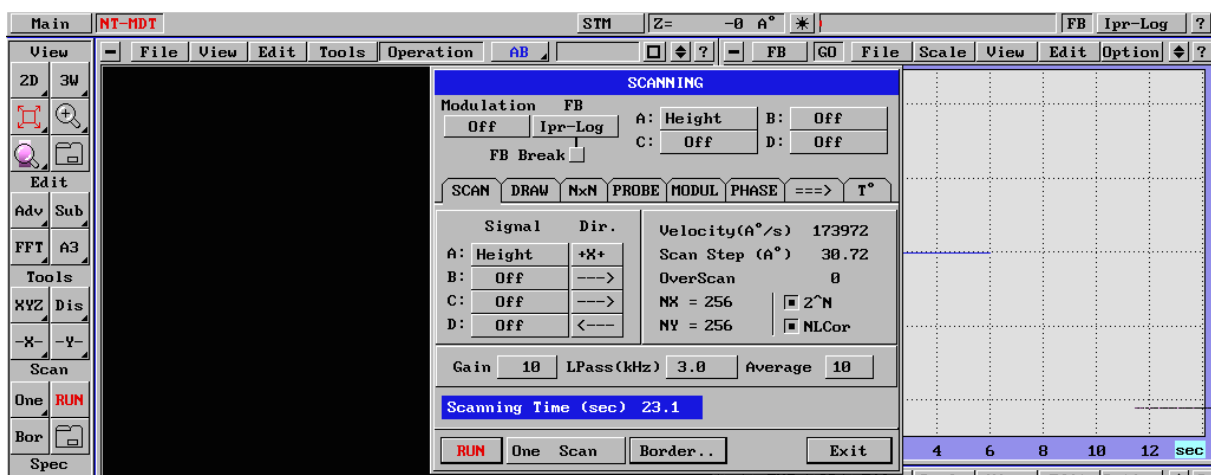 Main NT-MDT STM Z= -0 A° FB Ipr-Log ?
View - File View Edit Tools Operation AB ? - FB GO File Scale View Edit Option ?
2D 3W
SCANNING
Modulation FB
Off Ipr-Log A: Height B: Off
C: Off D: Off
FB Break
Edit
SCAN DRAW NxN PROBE MODUL PHASE ===> T°
Adv Sub
Signal Dir. Velocity(A°/s) 173972
FFT A3 A: Height +X+ Scan Step (A°) 30.72
Tools B: Off ---> OverScan 0
XYZ Dis C: Off ---> NX = 256 2^N
D: Off <--- NY = 256 NLCor
-X- -Y-
Scan Gain 10 LPass(kHz) 3.0 Average 10
One RUN Scanning Time (sec) 23.1
Bor RUN One Scan Border.. Exit 4 6 8 10 12 sec
Spec